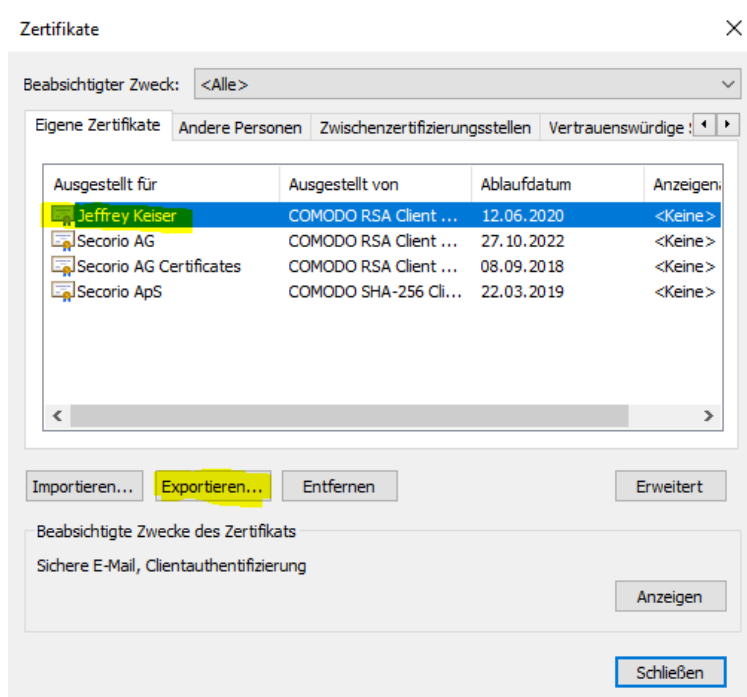 Zertifikate
Beabsichtigter Zweck: <Alle>
Eigene Zertifikate Andere Personen Zwischenzertifizierungsstellen Vertrauenswürdige
Ausgestellt für Ausgestellt von Ablaufdatum Anzeigen
Jeffrey Keiser COMODO RSA Client ... 12.06.2020 <Keine>
Secorio AG COMODO RSA Client ... 27.10.2022 <Keine>
Secorio AG Certificates COMODO RSA Client ... 08.09.2018 <Keine>
Secorio ApS COMODO SHA-256 Cli... 22.03.2019 <Keine>
Importieren... Exportieren... Entfernen Erweitert
Beabsichtigte Zwecke des Zertifikats
Sichere E-Mail, Clientauthentifizierung
Anzeigen
Schließen